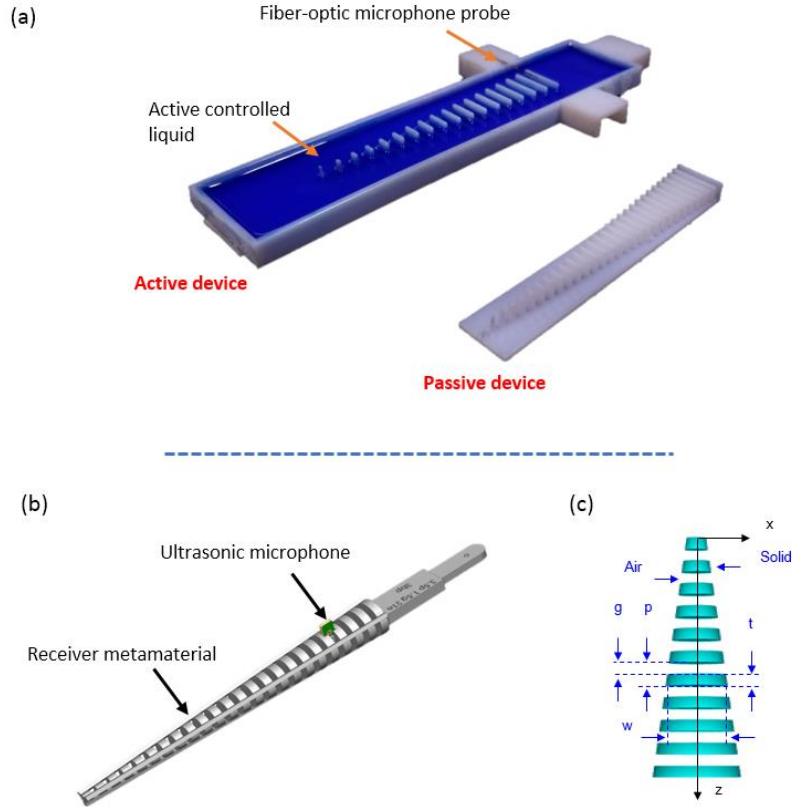 (a)
Fiber-optic microphone probe
Active controlled
liquid
Active device
Passive device
(b)
Ultrasonic microphone
Receiver metamaterial
(c)
x
Solid
Air
g
p
t
w
z